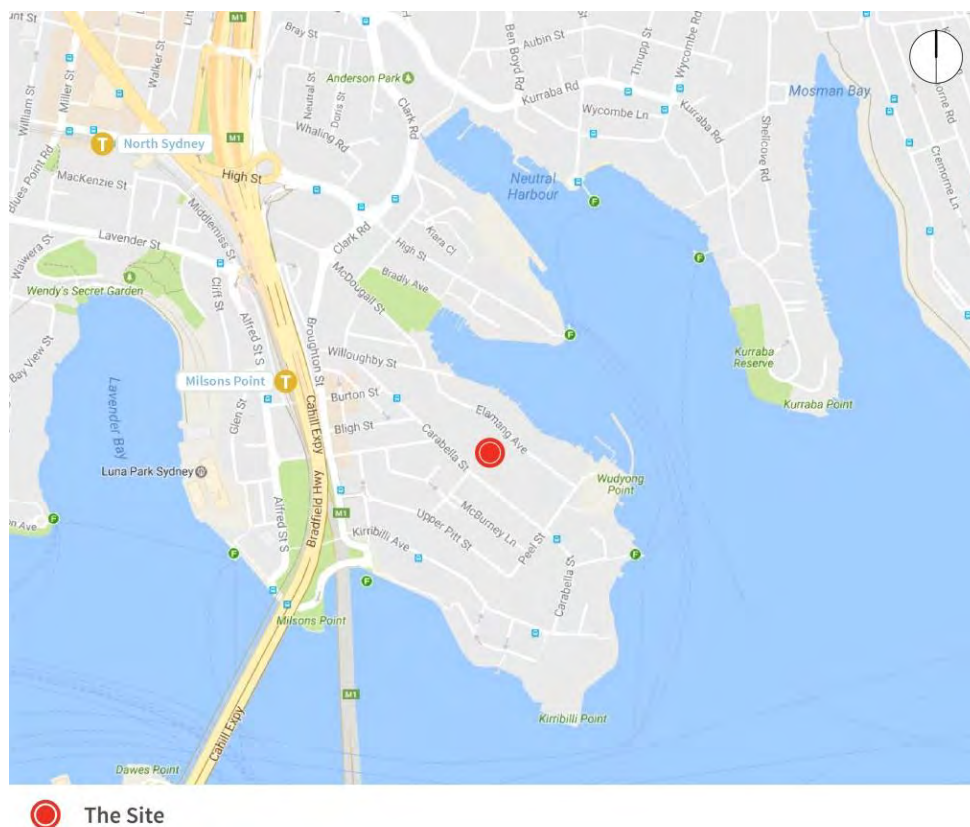 M1
Bray St
Ben Boyd Rd
Aubin St
Thrupp St
Wycombe Rd
Miller St
Walker St
William St
Anderson Park
Neutral St
Doris St
Clark Rd
Kurraba Rd
Wycombe Ln
Kurraba Rd
Mosman Bay
Shellcove Rd
Cremorne Ln
T North Sydney
M1
Whaling Rd
Blues Point Rd
MacKenzie St
High St
Neutral
Harbour
F
Middlemiss St
Lavender St
Waiwera St
Clark Rd
High St
Kiara Cl
Bradly Ave
McDougall St
F
Wendy's Secret Garden
Cliff St
Alfred St S
Broughton St
F
Bay View St
Willoughby St
Kurraba
Reserve
Milsons Point T
Lavender Bay
Glen St
Burton St
Cahill Expy
Elamang Ave
Kurraba Point
Bligh St
Carabella St
Luna Park Sydney
Bradfield Hwy
Wudyong
Point
Alfred St S
M1
Upper Pitt St
McBurney Ln
Peel St
Kirribilli Ave
Carabella St
F
F
F
F
Milsons Point
M1
Kirribilli Point
Cahill Expy
Dawes Point
The Site